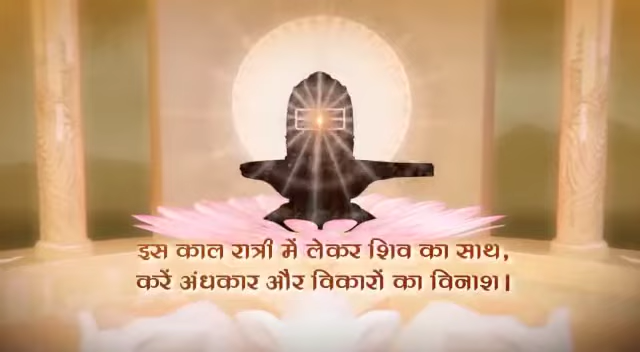 इस काल रात्री में लेकर शिव का साथ,
करें अंधकार और विकारों का विनाश।